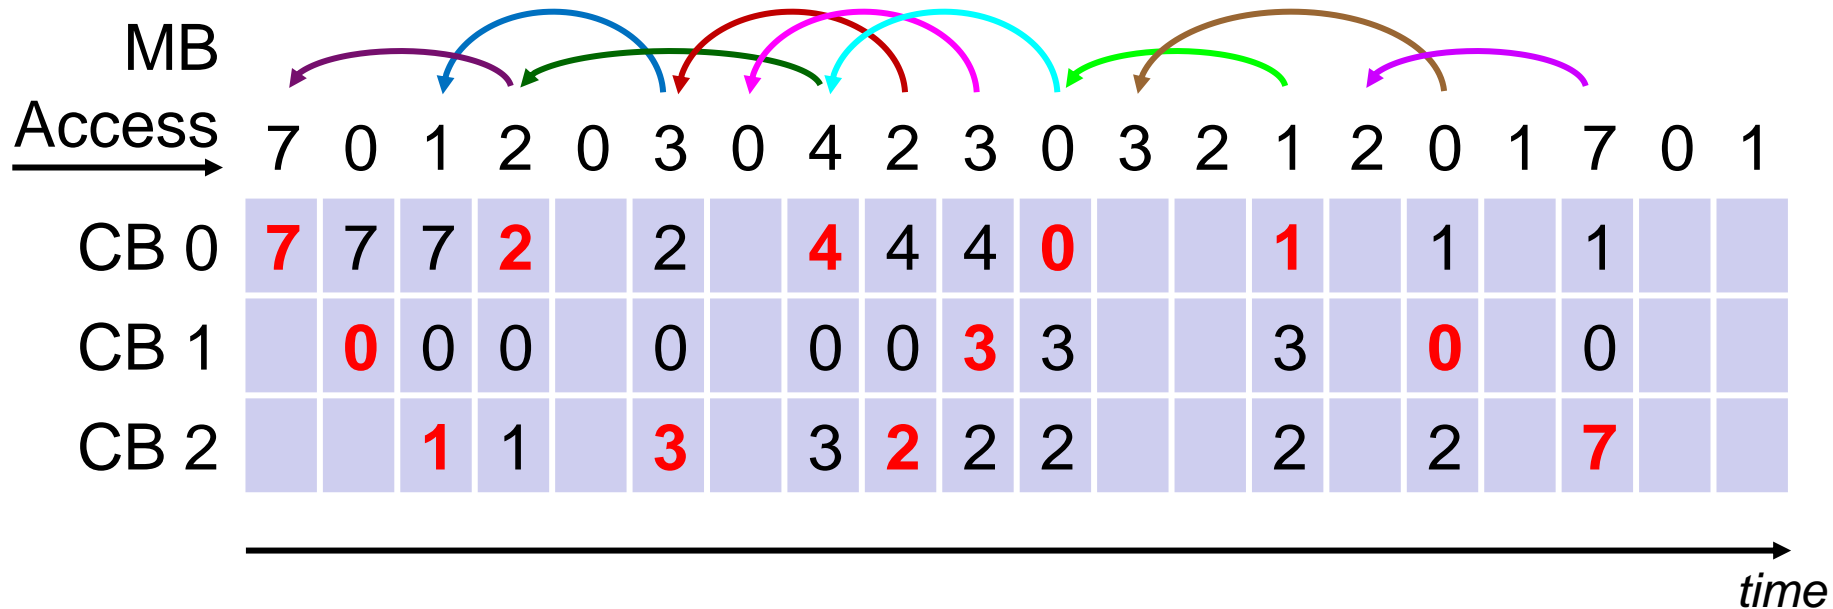 MB
Access 7 0 1 2 0 3 0 4 2 3 0 3 2 1 2 0 1 7 0 1
CB 0 7 7 7 2 2 4 4 4 0 1 1 1
CB 1 0 0 0 0 0 0 3 3 3 0 0
CB 2 1 1 3 3 2 2 2 2 2 7
time